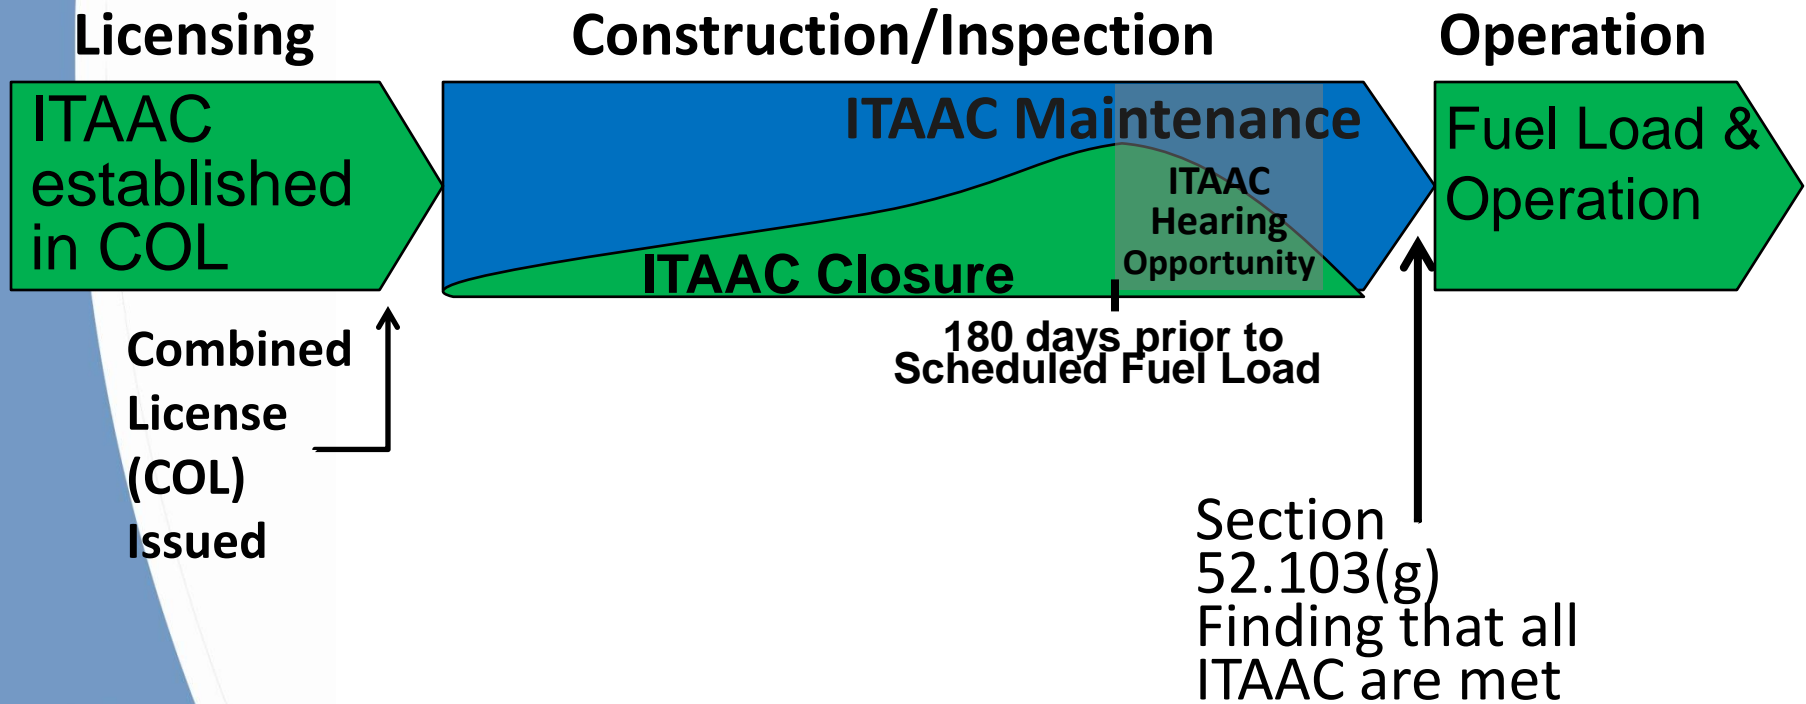 Licensing
Construction/Inspection
Operation
ITAAC
established
in COL
ITAAC Maintenance
ITAAC
Hearing
Opportunity
ITAAC Closure
Fuel Load &
Operation
180 days prior to
Scheduled Fuel Load
Combined
License
(COL)
Issued
Section
52.103(g)
Finding that all
ITAAC are met